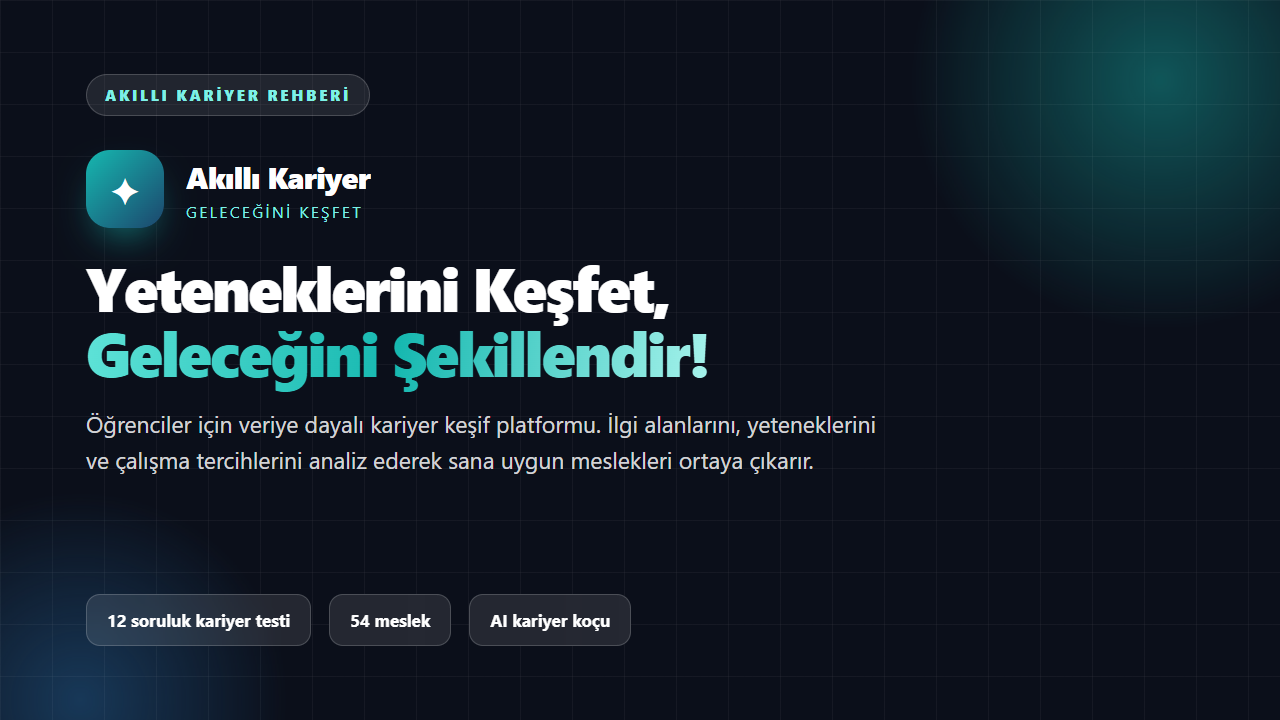 AKILLI KARİYER REHBERİ
Akıllı Kariyer
GELECEĞİNİ KEŞFET
Yeteneklerini Keşfet,
Geleceğini Şekillendir!
Öğrenciler için veriye dayalı kariyer keşif platformu. İlgi alanlarını, yeteneklerini
ve çalışma tercihlerini analiz ederek sana uygun meslekleri ortaya çıkarır.
12 soruluk kariyer testi
54 meslek
AI kariyer koçu